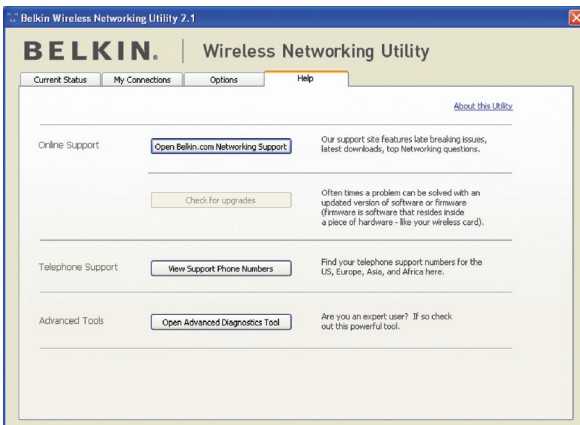 Belkin Wireless Networking Utility 2.1
BELKIN. | Wireless Networking Utility
Current Status My Connections Options Help
About this Utility
Online Support
Open Belkin.com Networking Support
Our support site features late breaking issues,
latest downloads, top Networking questions.
Check for upgrades
Often times a problem can be solved with an
updated version of software or firmware
(firmware is software that resides inside
a piece of hardware - like your wireless card).
Telephone Support
View Support Phone Numbers
Find your telephone support numbers for the
US, Europe, Asia, and Africa here.
Advanced Tools
Open Advanced Diagnostics Tool
Are you an expert user? If so check
out this powerful tool.